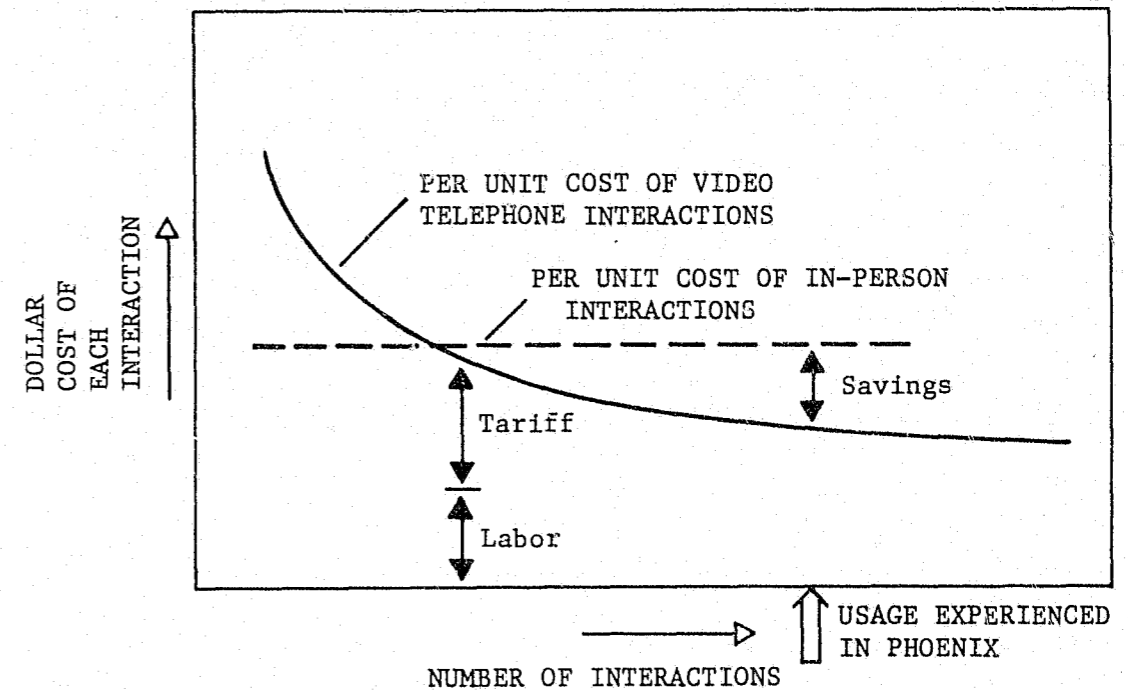 PER UNIT COST OF VIDEO
TELEPHONE INTERACTIONS
PER UNIT COST OF IN-PERSON
INTERACTIONS
DOLLAR
COST OF
EACH
INTERACTION
Savings
Tariff
Labor
USAGE EXPERIENCED
IN PHOENIX
NUMBER OF INTERACTIONS